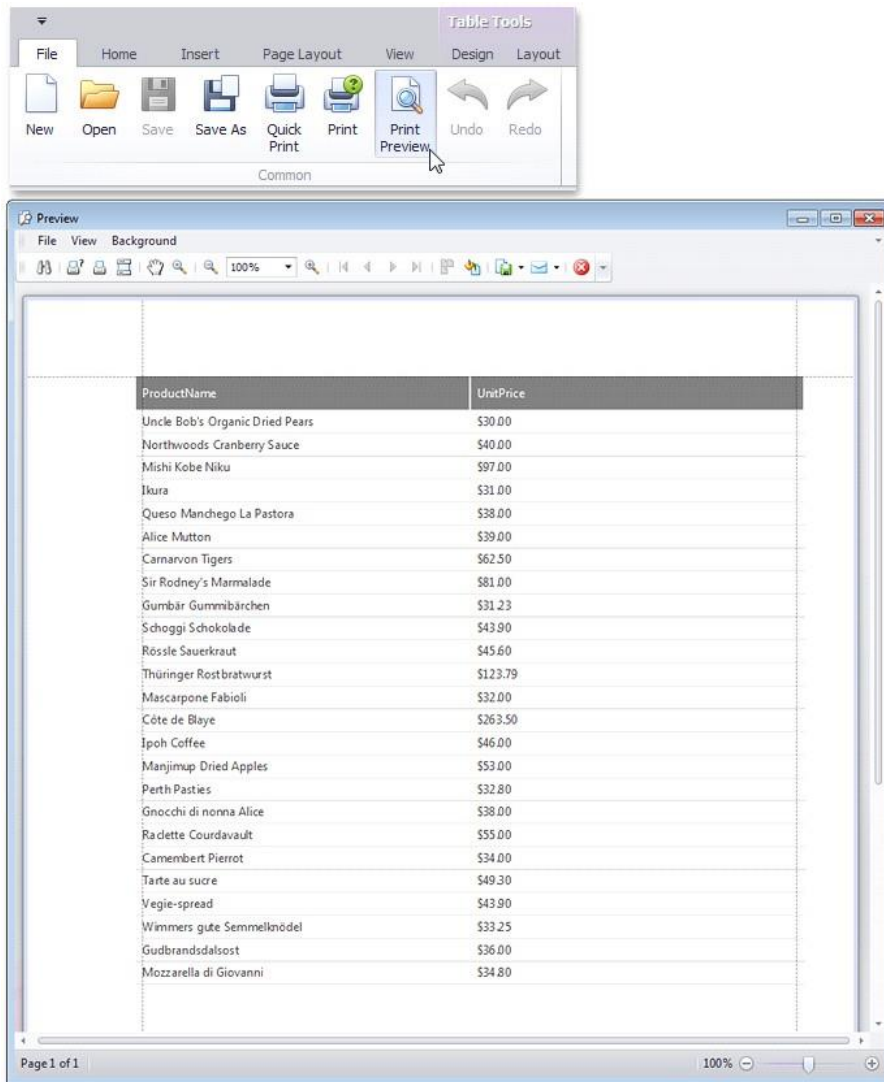 Table Tools
File Home Insert Page Layout View Design Layout
New Open Save Save As Quick Print Print Print Preview Undo Redo
Common
Preview
File View Background
100%
ProductName UnitPrice
Uncle Bob's Organic Dried Pears $30.00
Northwoods Cranberry Sauce $40.00
Mishi Kobe Niku $97.00
Ikura $31.00
Queso Manchego La Pastora $38.00
Alice Mutton $39.00
Carnarvon Tigers $62.50
Sir Rodney's Marmalade $81.00
Gumbär Gummibärchen $31.23
Schoggi Schokolade $43.90
Rössle Sauerkraut $45.60
Thüringer Rostbratwurst $123.79
Mascarpone Fabioli $32.00
Côte de Blaye $263.50
Ipoh Coffee $46.00
Manjimup Dried Apples $53.00
Perth Pasties $32.80
Gnocchi di nonna Alice $38.00
Raclette Courdavault $55.00
Camembert Pierrot $34.00
Tarte au sucre $49.30
Vegie-spread $43.90
Wimmers gute Semmelknödel $33.25
Gudbrandsdalsost $36.00
Mozzarella di Giovanni $34.80
Page 1 of 1 100%